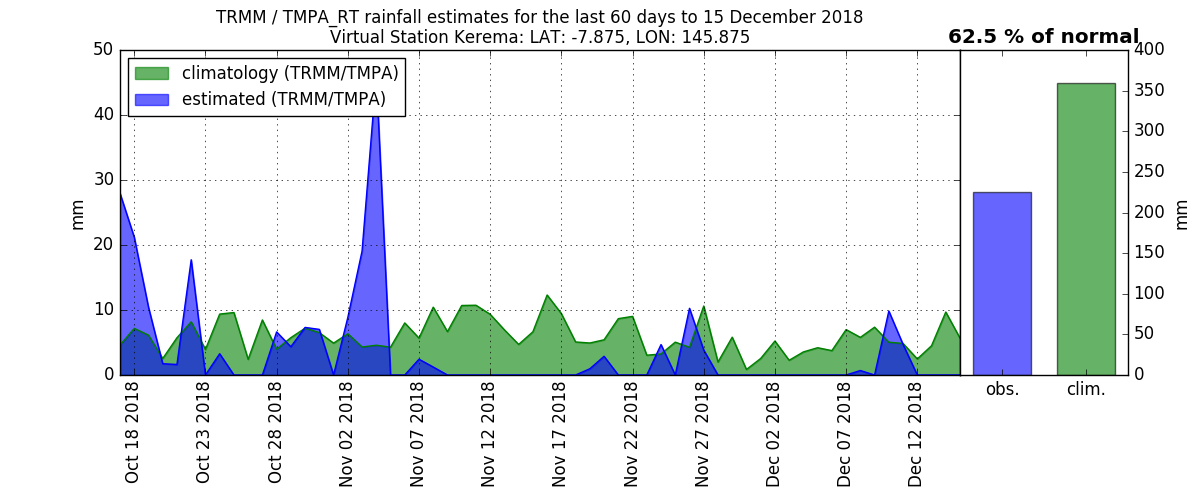 TRMM / TMPA_RT rainfall estimates for the last 60 days to 15 December 2018
Virtual Station Kerema: LAT: -7.875, LON: 145.875
62.5 % of normal
climatology (TRMM/TMPA)
estimated (TRMM/TMPA)
50
40
30
20
10
0
mm
Oct 18 2018
Oct 23 2018
Oct 28 2018
Nov 02 2018
Nov 07 2018
Nov 12 2018
Nov 17 2018
Nov 22 2018
Nov 27 2018
Dec 02 2018
Dec 07 2018
Dec 12 2018
obs.
clim.
400
350
300
250
200
150
100
50
0
mm